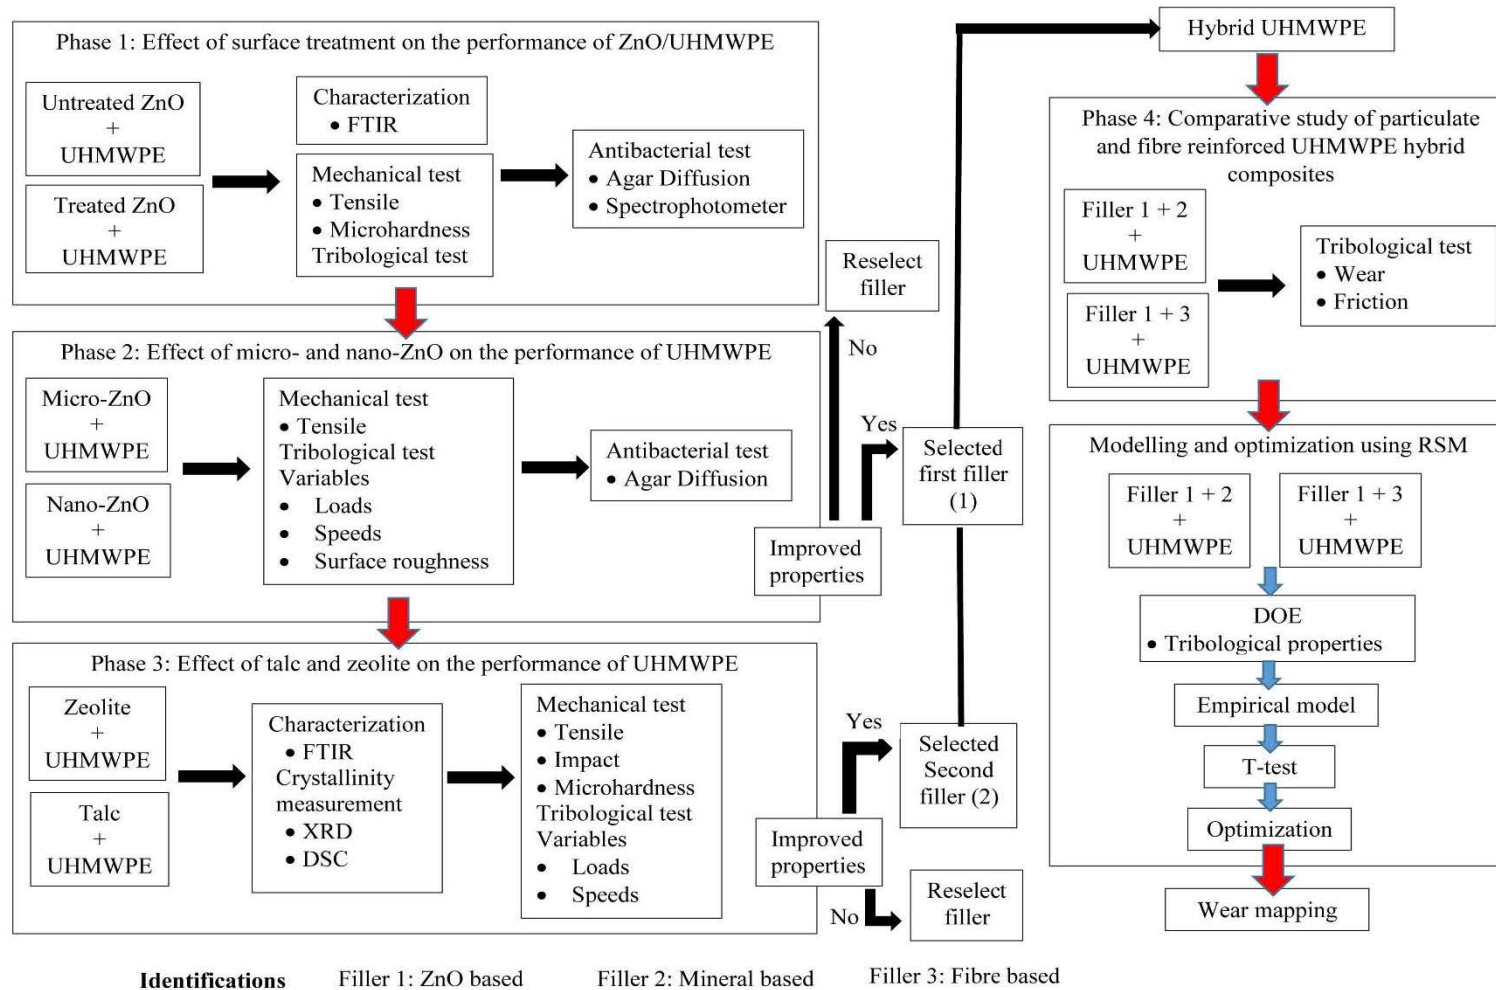 Phase 1: Effect of surface treatment on the performance of ZnO/UHMWPE
Untreated ZnO
+
UHMWPE
Treated ZnO
+
UHMWPE
Characterization
• FTIR
Mechanical test
• Tensile
• Microhardness
Tribological test
Antibacterial test
• Agar Diffusion
• Spectrophotometer
Phase 2: Effect of micro- and nano-ZnO on the performance of UHMWPE
Micro-ZnO
+
UHMWPE
Nano-ZnO
+
UHMWPE
Mechanical test
• Tensile
Tribological test
Variables
• Loads
• Speeds
• Surface roughness
Antibacterial test
• Agar Diffusion
Improved
properties
No
Reselect
filler
Yes
Selected
first filler
(1)
Phase 3: Effect of talc and zeolite on the performance of UHMWPE
Zeolite
+
UHMWPE
Talc
+
UHMWPE
Characterization
• FTIR
Crystallinity
measurement
• XRD
• DSC
Mechanical test
• Tensile
• Impact
• Microhardness
Tribological test
Variables
• Loads
• Speeds
Improved
properties
Yes
Selected
Second
filler (2)
No
Reselect
filler
Hybrid UHMWPE
Phase 4: Comparative study of particulate
and fibre reinforced UHMWPE hybrid
composites
Filler 1 + 2
+
UHMWPE
Filler 1 + 3
+
UHMWPE
Tribological test
• Wear
• Friction
Modelling and optimization using RSM
Filler 1 + 2
+
UHMWPE
Filler 1 + 3
+
UHMWPE
DOE
• Tribological properties
Empirical model
T-test
Optimization
Wear mapping
Identifications Filler 1: ZnO based Filler 2: Mineral based Filler 3: Fibre based